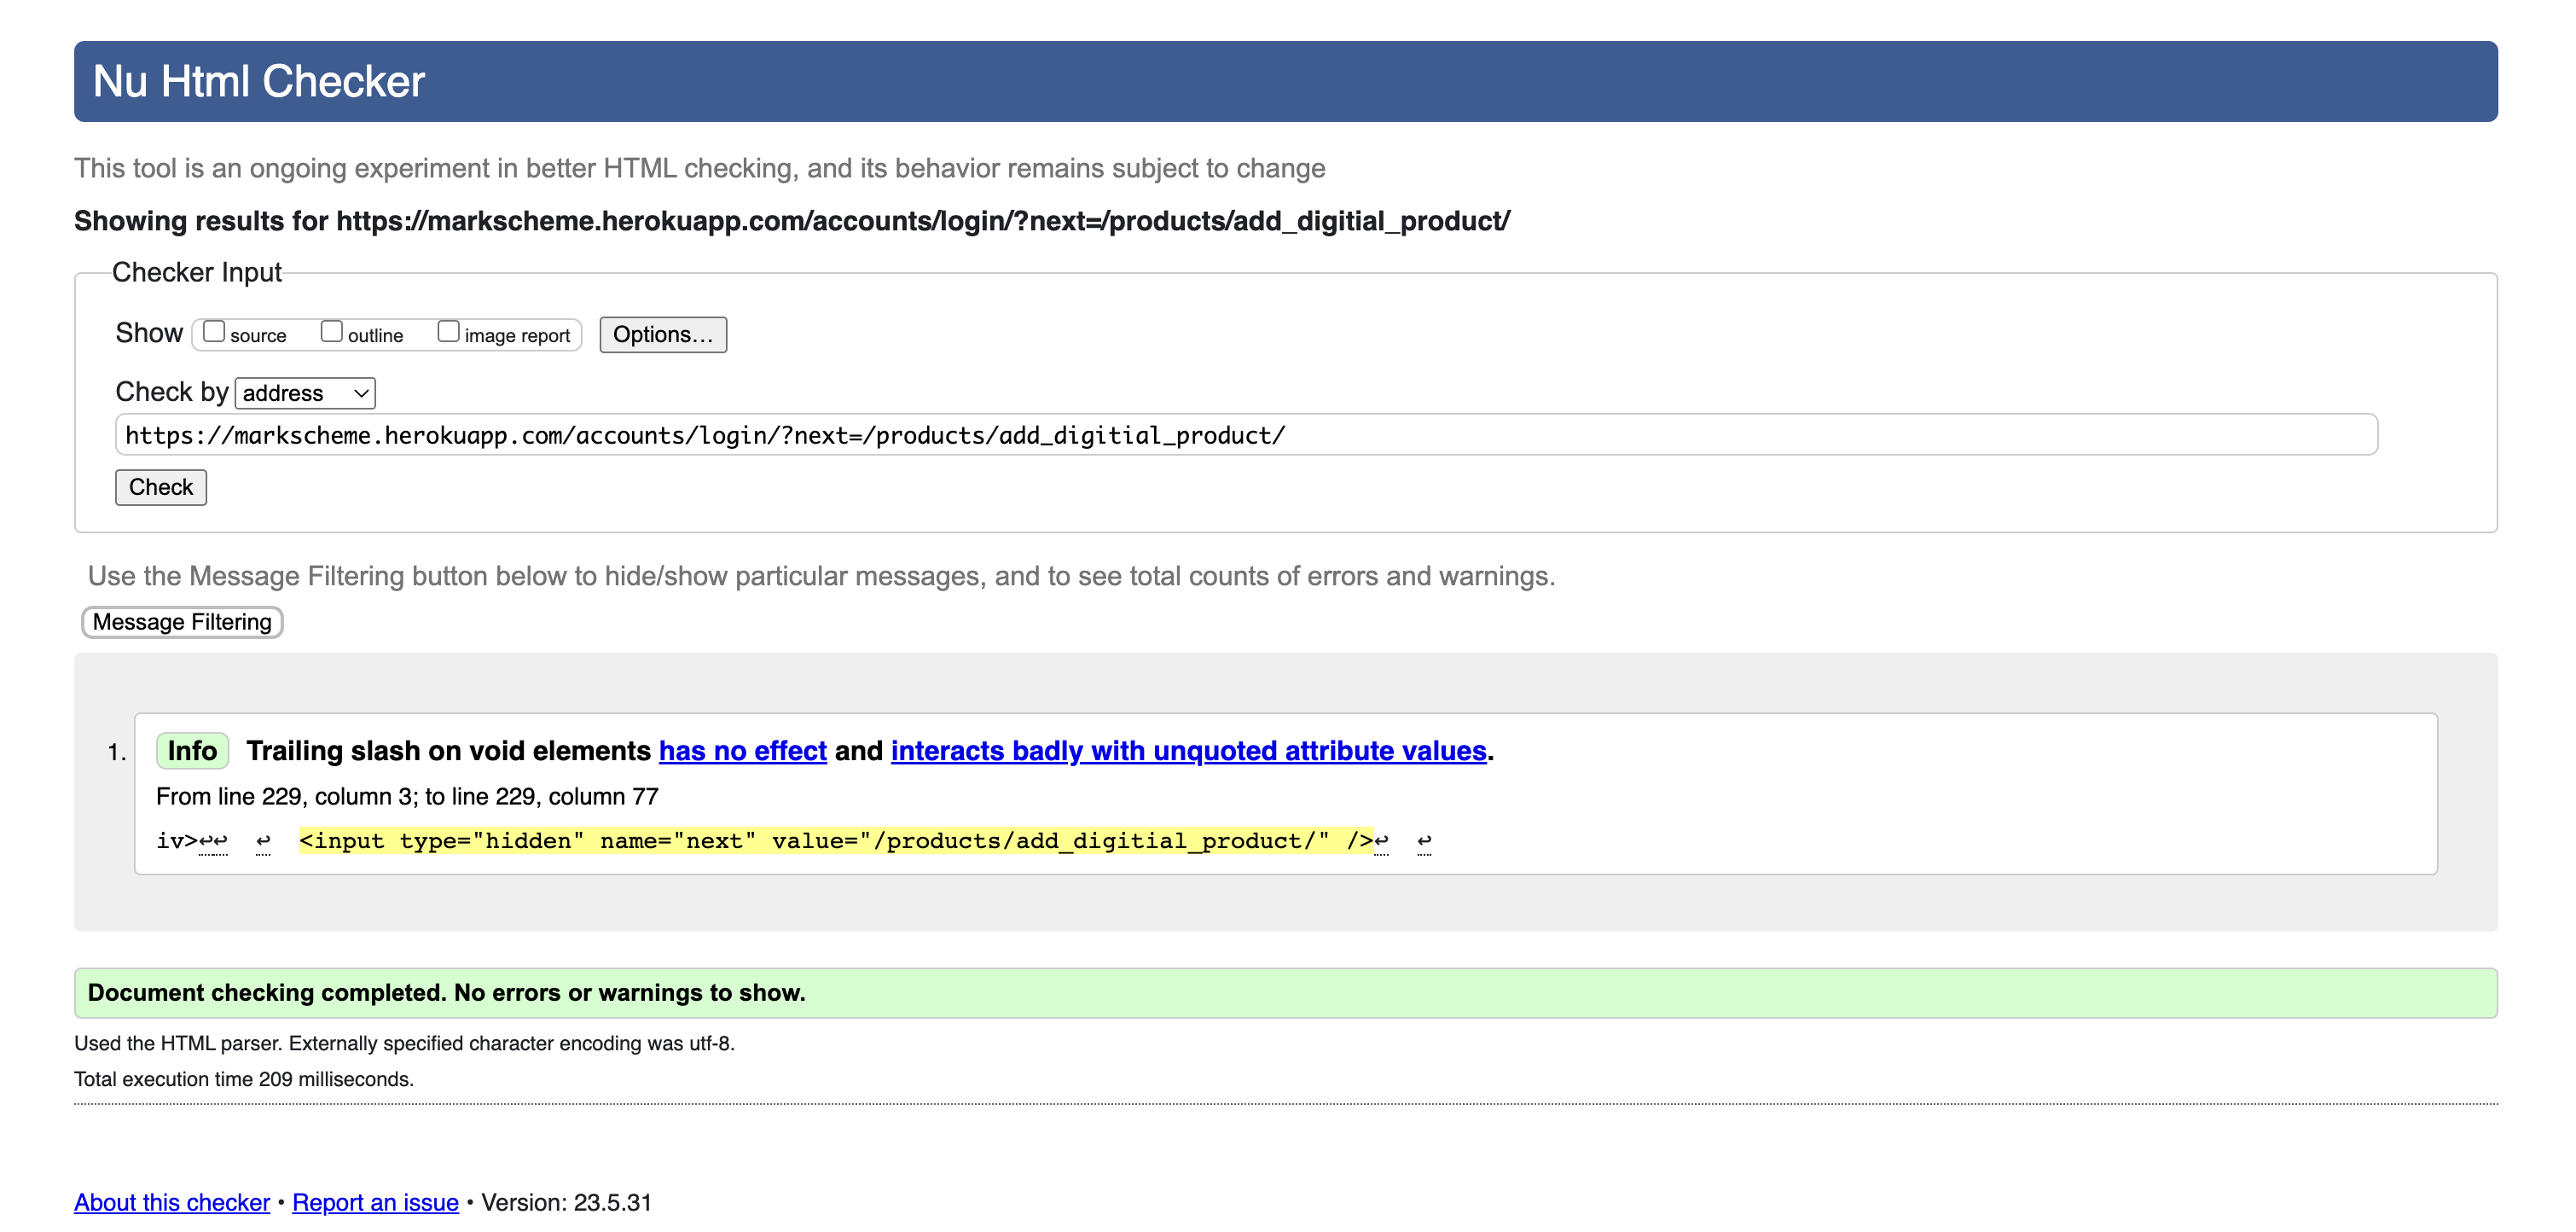 Nu Html Checker
This tool is an ongoing experiment in better HTML checking, and its behavior remains subject to change
Showing results for https://markscheme.herokuapp.com/accounts/login/?next=/products/add_digitial_product/
Checker Input
Show source outline image report Options...
Check by address
https://markscheme.herokuapp.com/accounts/login/?next=/products/add_digitial_product/
Check
Use the Message Filtering button below to hide/show particular messages, and to see total counts of errors and warnings.
Message Filtering
1. Info Trailing slash on void elements has no effect and interacts badly with unquoted attribute values.
From line 229, column 3; to line 229, column 77
iv>↩↩ ↩ <input type="hidden" name="next" value="/products/add_digitial_product/" />↩ ↩
Document checking completed. No errors or warnings to show.
Used the HTML parser. Externally specified character encoding was utf-8.
Total execution time 209 milliseconds.
About this checker • Report an issue • Version: 23.5.31